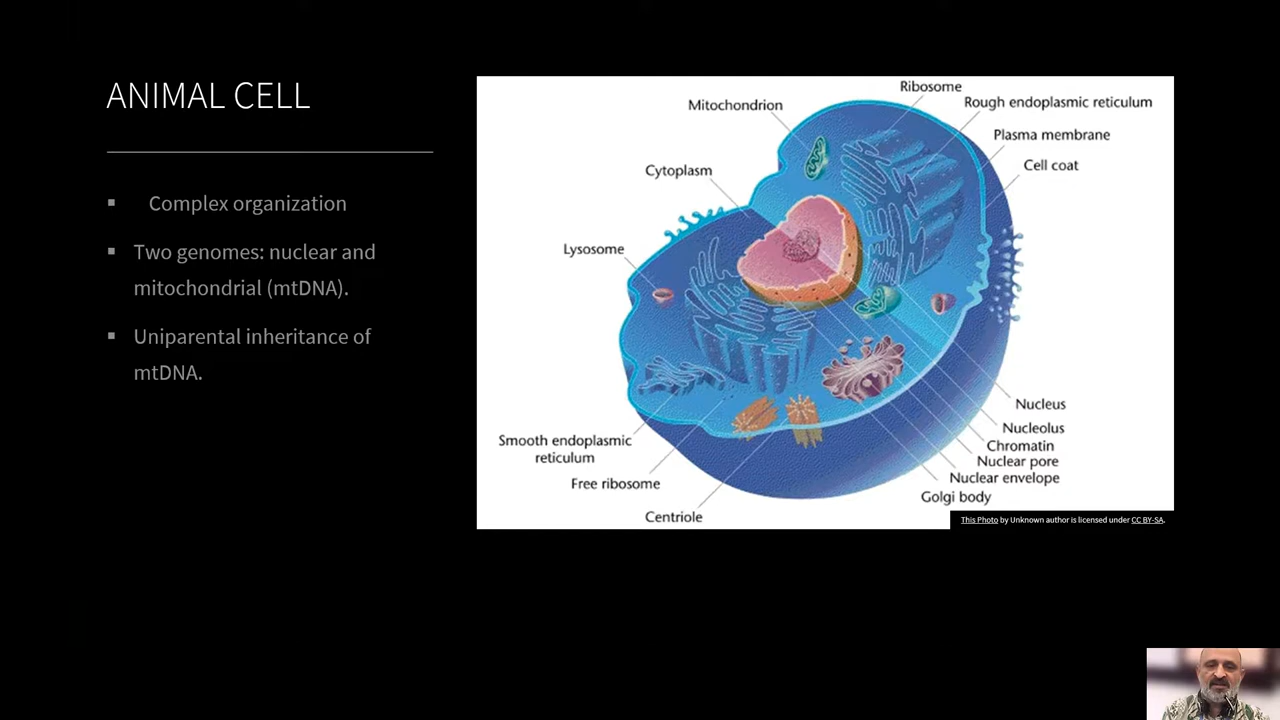 ANIMAL CELL
▪ Complex organization
▪ Two genomes: nuclear and
mitochondrial (mtDNA).
▪ Uniparental inheritance of
mtDNA.
Ribosome
Mitochondrion
Rough endoplasmic reticulum
Plasma membrane
Cell coat
Cytoplasm
Lysosome
Nucleus
Nucleolus
Chromatin
Nuclear pore
Nuclear envelope
Golgi body
Smooth endoplasmic
reticulum
Free ribosome
Centriole
This Photo by Unknown author is licensed under CC BY-SA.